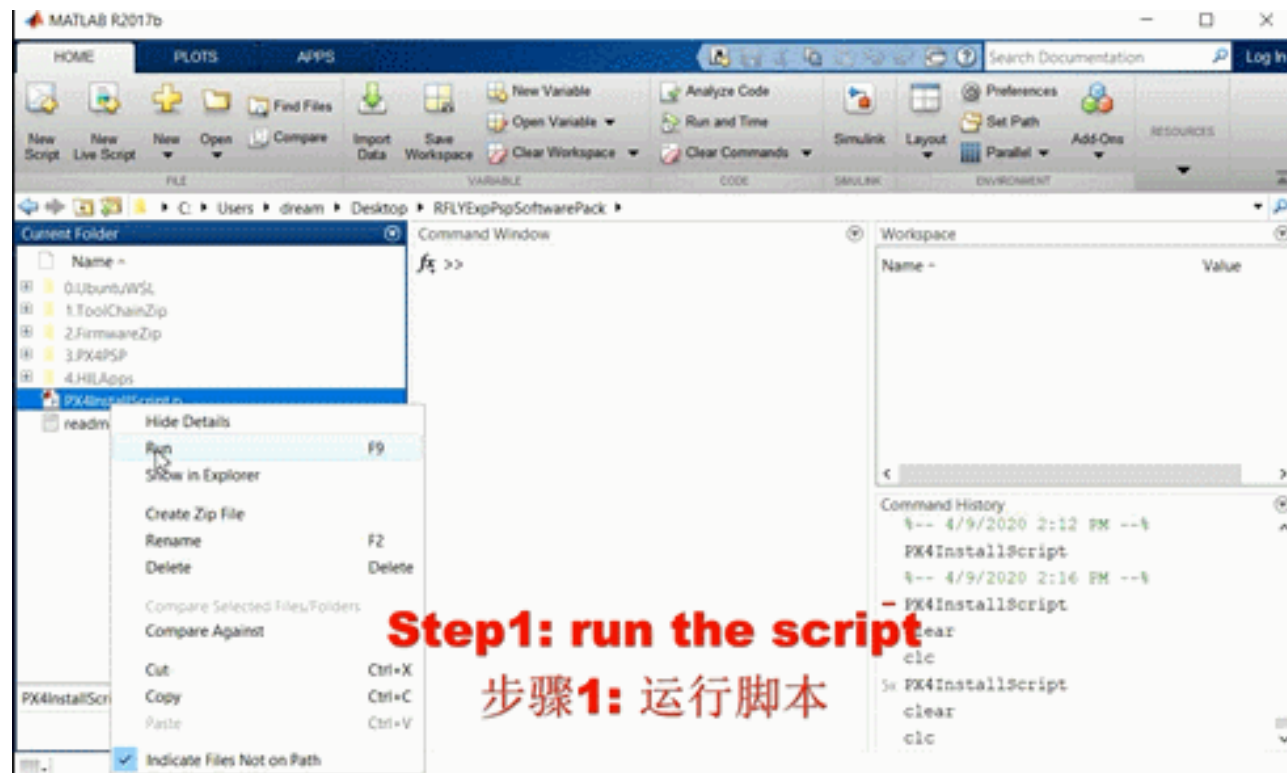 MATLAB R2017b
HOME PLOTS APPS
Search Documentation
Log In
New Script
New Live Script
New
Open
Find Files
Compare
Import Data
Save Workspace
New Variable
Open Variable
Clear Workspace
Analyze Code
Run and Time
Clear Commands
Simulink
Layout
Preferences
Set Path
Parallel
Add-Ons
RESOURCES
FILE
VARIABLE
CODE
SIMULINK
ENVIRONMENT
C: Users dream Desktop RFLYExpPspSoftwarePack
Current Folder
Name
0.UbuntuWSL
1.ToolChainZip
2.FirmwareZip
3.PX4PSP
4.HILApps
PX4InstallScript.p
readm
Hide Details
Run F9
Show in Explorer
Create Zip File
Rename F2
Delete Delete
Compare Selected Files/Folders
Compare Against
Cut Ctrl+X
Copy Ctrl+C
Paste Ctrl+V
Indicate Files Not on Path
PX4InstallScri
Command Window
fx >>
Workspace
Name Value
Command History
%-- 4/9/2020 2:12 PM --%
PX4InstallScript
%-- 4/9/2020 2:16 PM --%
PX4InstallScript
clear
clc
5x PX4InstallScript
clear
clc
Step1: run the script
步骤1: 运行脚本